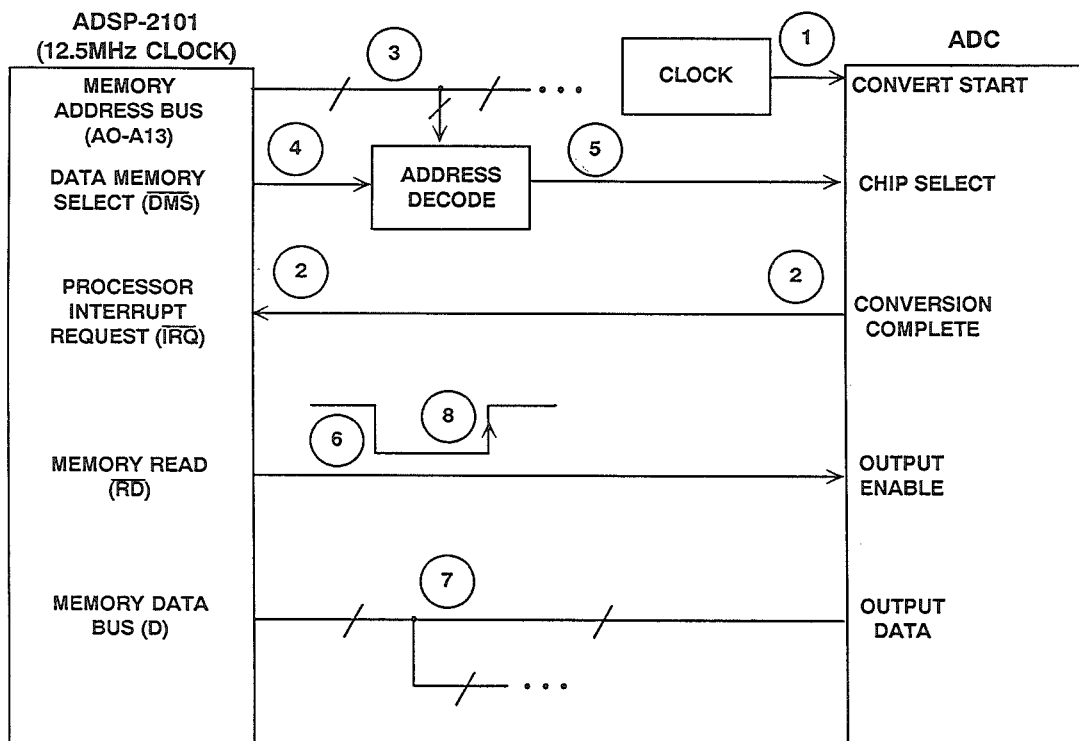 ADSP-2101
(12.5MHz CLOCK)
ADC
1
3
CLOCK
MEMORY
ADDRESS BUS
(AO-A13)
CONVERT START
4
5
DATA MEMORY
SELECT (DMS)
ADDRESS
DECODE
CHIP SELECT
2
2
PROCESSOR
INTERRUPT
REQUEST (IRQ)
CONVERSION
COMPLETE
6
8
MEMORY READ
(RD)
OUTPUT
ENABLE
7
MEMORY DATA
BUS (D)
OUTPUT
DATA